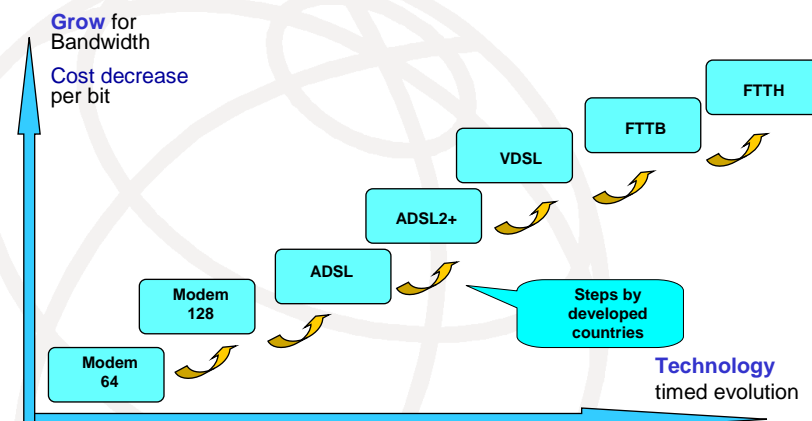 Grow for
Bandwidth
Cost decrease
per bit
FTTH
FTTB
VDSL
ADSL2+
ADSL
Modem
128
Modem
64
Steps by
developed
countries
Technology
timed evolution